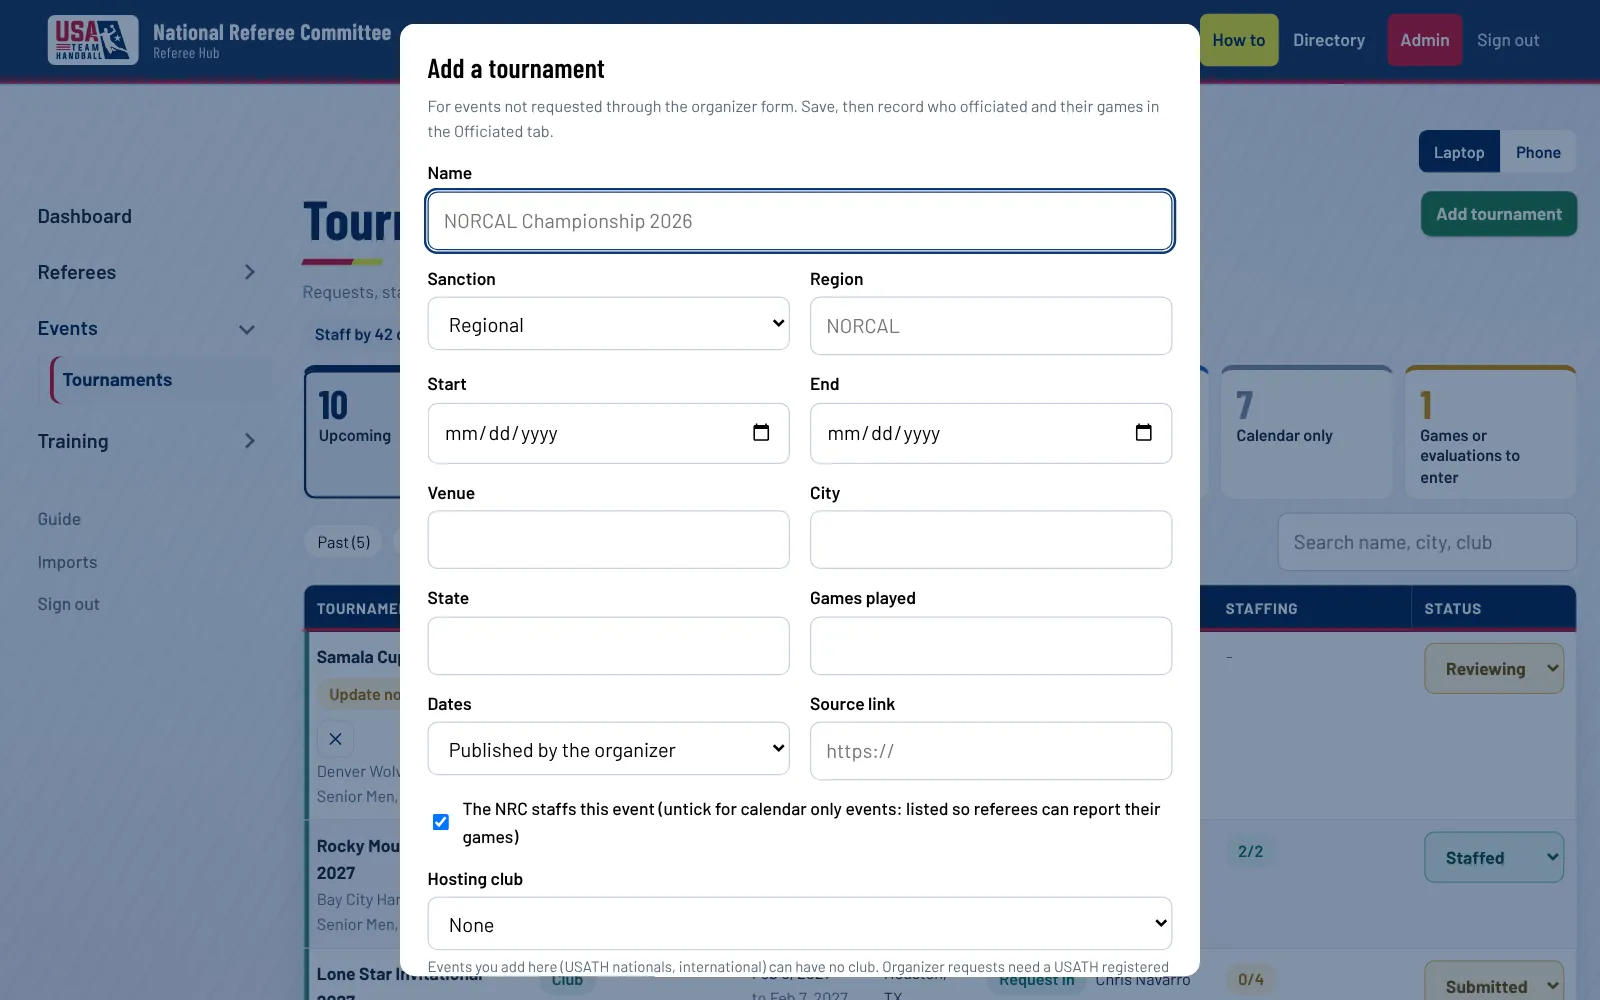 USA
TEAM
HANDBALL
National Referee Committee
Referee Hub
How to
Directory
Admin
Sign out
Laptop
Phone
Add tournament
Dashboard
Referees
Events
Tournaments
Training
Guide
Imports
Sign out
Requests,
Staff by 42
10
Upcoming
7
Calendar only
1
Games or
evaluations to
enter
Past (5)
Search name, city, club
STAFFING
STATUS
Samala
Update
Denver
Senior Men,
–
Reviewing
Rocky
2027
Bay City
Senior Men,
2/2
Staffed
Lone Star Invitational
Club
TX
Request in
Chris Navarro
0/4
Submitted
Add a tournament
For events not requested through the organizer form. Save, then record who officiated and their games in
the Officiated tab.
Name
NORCAL Championship 2026
Sanction
Region
Regional
NORCAL
Start
End
mm/dd/yyyy
mm/dd/yyyy
Venue
City
State
Games played
Dates
Source link
Published by the organizer
https://
The NRC staffs this event (untick for calendar only events: listed so referees can report their
games)
Hosting club
None
Events you add here (USATH nationals, international) can have no club. Organizer requests need a USATH registered